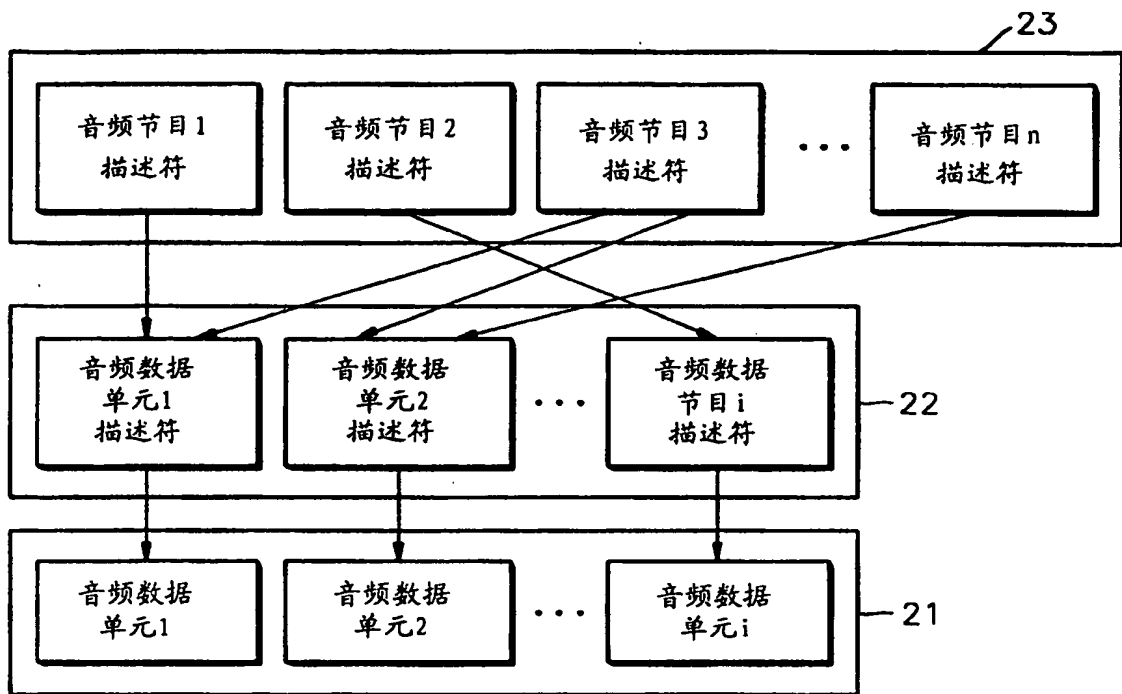 23
音频节目1
描述符
音频节目2
描述符
音频节目3
描述符
...
音频节目n
描述符
音频数据
单元1
描述符
音频数据
单元2
描述符
...
音频数据
节目i
描述符
22
音频数据
单元1
音频数据
单元2
...
音频数据
单元i
21